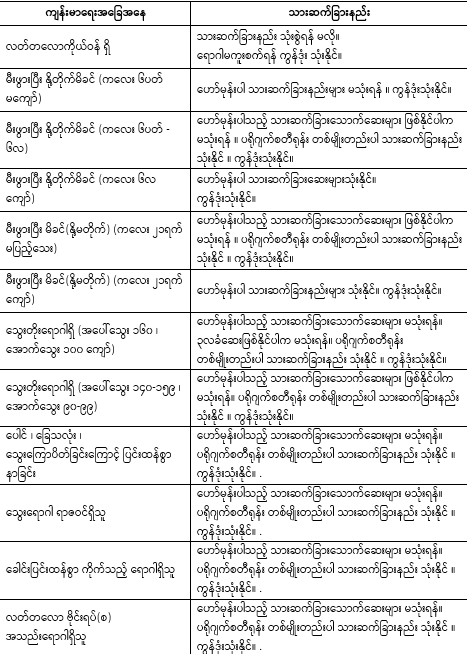 ကျန်းမာရေးအခြေအနေ
သားဆက်ခြားနည်း
လတ်တလောကိုယ်ဝန် ရှိ
သားဆက်ခြားနည်း သုံးစွဲရန် မလို။
ရောဂါမကူးစက်ရန် ကွန်ဒုံး သုံးနိုင်။
မီးဖွားပြီး နို့တိုက်မိခင် (ကလေး ၆ပတ်
မကျော်)
ဟော်မုန်းပါ သားဆက်ခြားနည်းများ မသုံးရန် ။ ကွန်ဒုံးသုံးနိုင်။
မီးဖွားပြီး နို့တိုက်မိခင် (ကလေး ၆ပတ် -
၆လ)
ဟော်မုန်းပါသည့် သားဆက်ခြားသောက်ဆေးများ ဖြစ်နိုင်ပါက
မသုံးရန် ။ ပရိုဂျက်စတီရုန်း တစ်မျိုးတည်းပါ သားဆက်ခြားနည်း
သုံးနိုင် ။ ကွန်ဒုံးသုံးနိုင်။
မီးဖွားပြီး နို့တိုက်မိခင် (ကလေး ၆လ
ကျော်)
ဟော်မုန်းပါ သားဆက်ခြားဆေးများသုံးနိုင်။
ကွန်ဒုံးသုံးနိုင်။
မီးဖွားပြီး မိခင်(နို့မတိုက်) (ကလေး ၂၁ရက်
မပြည့်သေး)
ဟော်မုန်းပါသည့် သားဆက်ခြားသောက်ဆေးများ ဖြစ်နိုင်ပါက
မသုံးရန် ။ ပရိုဂျက်စတီရုန်း တစ်မျိုးတည်းပါ သားဆက်ခြားနည်း
သုံးနိုင် ။ ကွန်ဒုံးသုံးနိုင်။
မီးဖွားပြီး မိခင်(နို့မတိုက်) (ကလေး ၂၁ရက်
ကျော်)
ဟော်မုန်းပါ သားဆက်ခြားနည်းများ သုံးနိုင်။ ကွန်ဒုံးသုံးနိုင်။
သွေးတိုးရောဂါရှိ (အပေါ်သွေး ၁၆၀ ၊
အောက်သွေး ၁၀၀ ကျော်)
ဟော်မုန်းပါသည့် သားဆက်ခြားသောက်ဆေးများ မသုံးရန်။
၃လခံဆေးဖြစ်နိုင်ပါက မသုံးရန်။ ပရိုဂျက်စတီရုန်း
တစ်မျိုးတည်းပါ သားဆက်ခြားနည်း သုံးနိုင် ။ ကွန်ဒုံးသုံးနိုင်။
သွေးတိုးရောဂါရှိ (အပေါ်သွေး ၁၄၀-၁၅၉ ၊
အောက်သွေး ၉၀-၉၉)
ဟော်မုန်းပါသည့် သားဆက်ခြားသောက်ဆေးများ ဖြစ်နိုင်ပါက
မသုံးရန်။ ပရိုဂျက်စတီရုန်း တစ်မျိုးတည်းပါ သားဆက်ခြားနည်း
သုံးနိုင် ။ ကွန်ဒုံးသုံးနိုင်။
ပေါင် ၊ ခြေသလုံး ၊
သွေးကြောပိတ်ခြင်းကြောင့် ပြင်းထန်စွာ
နာခြင်း
ဟော်မုန်းပါသည့် သားဆက်ခြားသောက်ဆေးများ မသုံးရန်။
ပရိုဂျက်စတီရုန်း တစ်မျိုးတည်းပါ သားဆက်ခြားနည်း သုံးနိုင် ။
ကွန်ဒုံးသုံးနိုင်။ .
သွေးရောဂါ ရာဇဝင်ရှိသူ
ဟော်မုန်းပါသည့် သားဆက်ခြားသောက်ဆေးများ မသုံးရန်။
ပရိုဂျက်စတီရုန်း တစ်မျိုးတည်းပါ သားဆက်ခြားနည်း သုံးနိုင် ။
ကွန်ဒုံးသုံးနိုင်။ .
ခေါင်းပြင်းထန်စွာ ကိုက်သည့် ရောဂါရှိသူ
ဟော်မုန်းပါသည့် သားဆက်ခြားသောက်ဆေးများ မသုံးရန်။
ပရိုဂျက်စတီရုန်း တစ်မျိုးတည်းပါ သားဆက်ခြားနည်း သုံးနိုင် ။
ကွန်ဒုံးသုံးနိုင်။ .
လတ်တလော ဗိုင်းရပ်(စ)
အသည်းရောဂါရှိသူ
ဟော်မုန်းပါသည့် သားဆက်ခြားသောက်ဆေးများ မသုံးရန်။
ပရိုဂျက်စတီရုန်း တစ်မျိုးတည်းပါ သားဆက်ခြားနည်း သုံးနိုင် ။
ကွန်ဒုံးသုံးနိုင်။ .